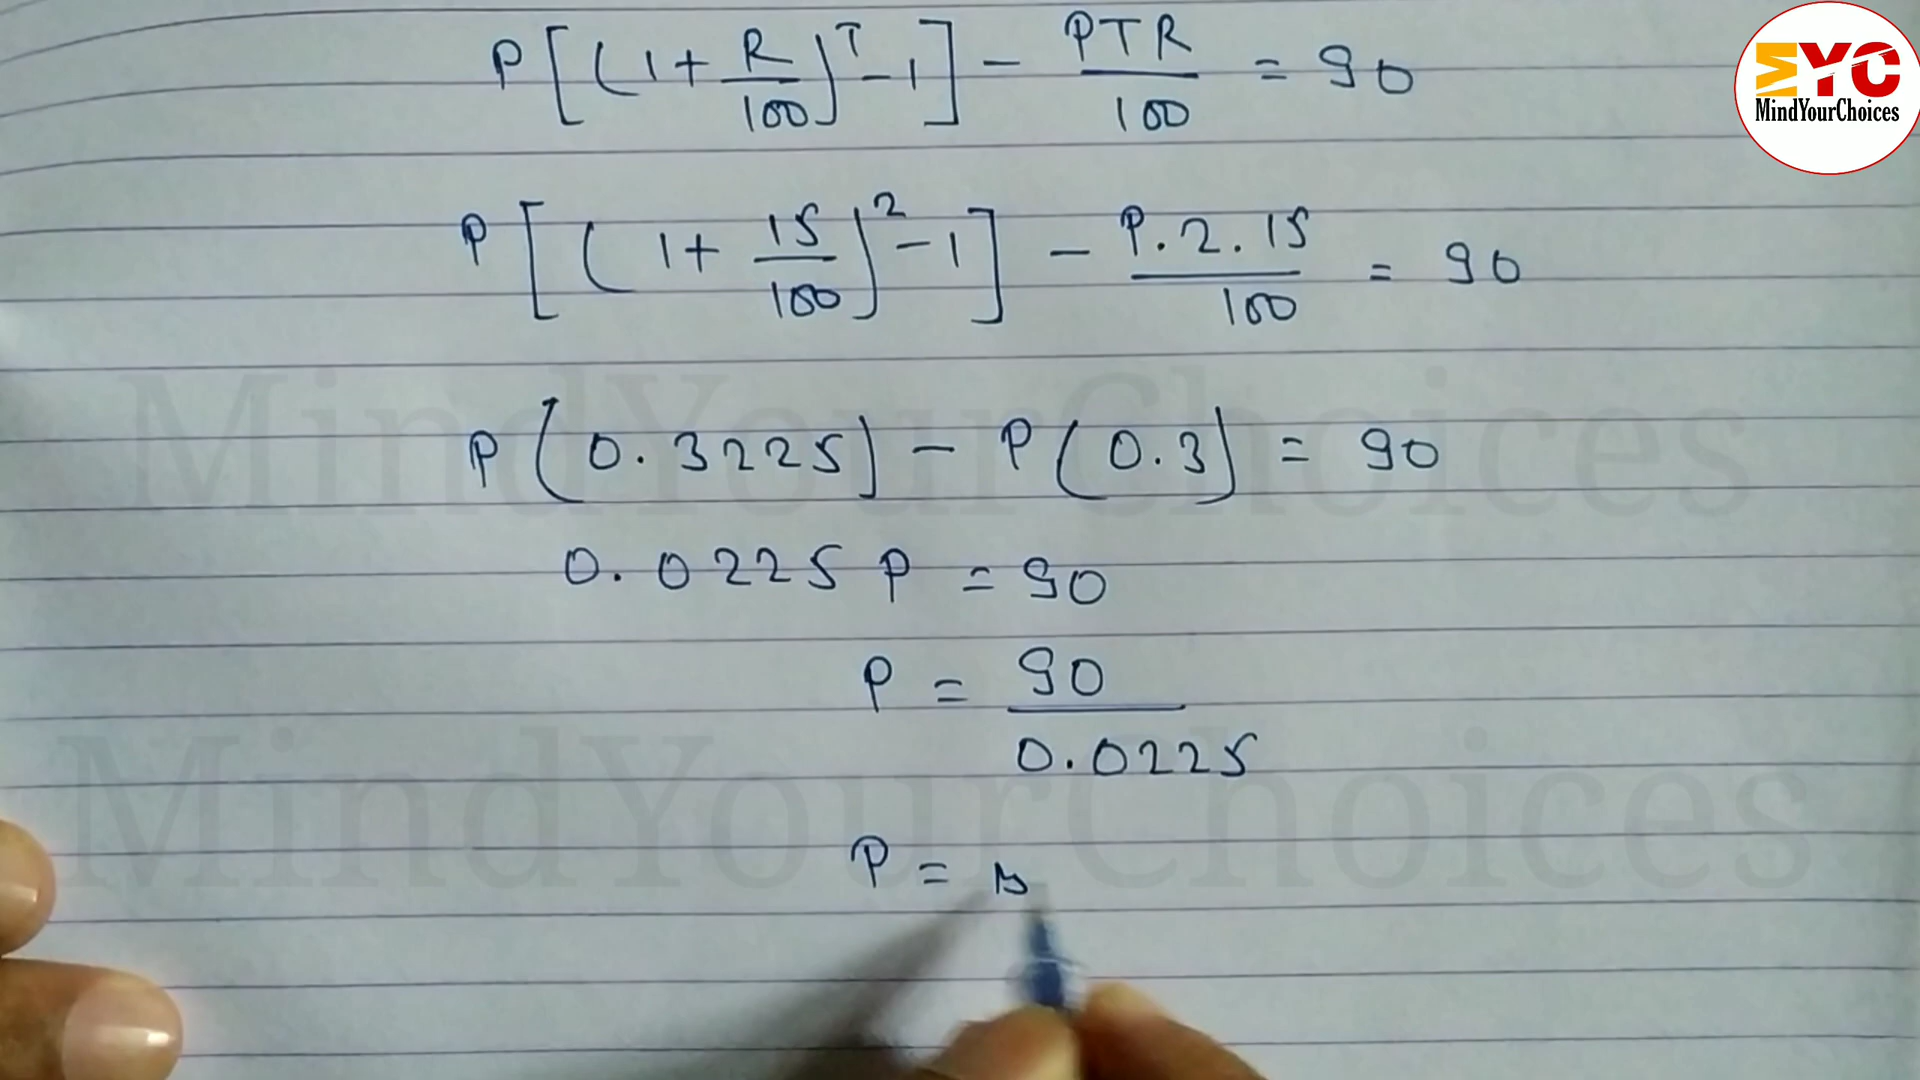 MYC
MindYourChoices
P[(1+R/100)^T-1] - PTR/100 = 90
P[(1+15/100)^2-1] - P.2.15/100 = 90
P(0.3225) - P(0.3) = 90
0.0225 P = 90
P = 90/0.0225
P =
MindYourChoices
MindYourChoices